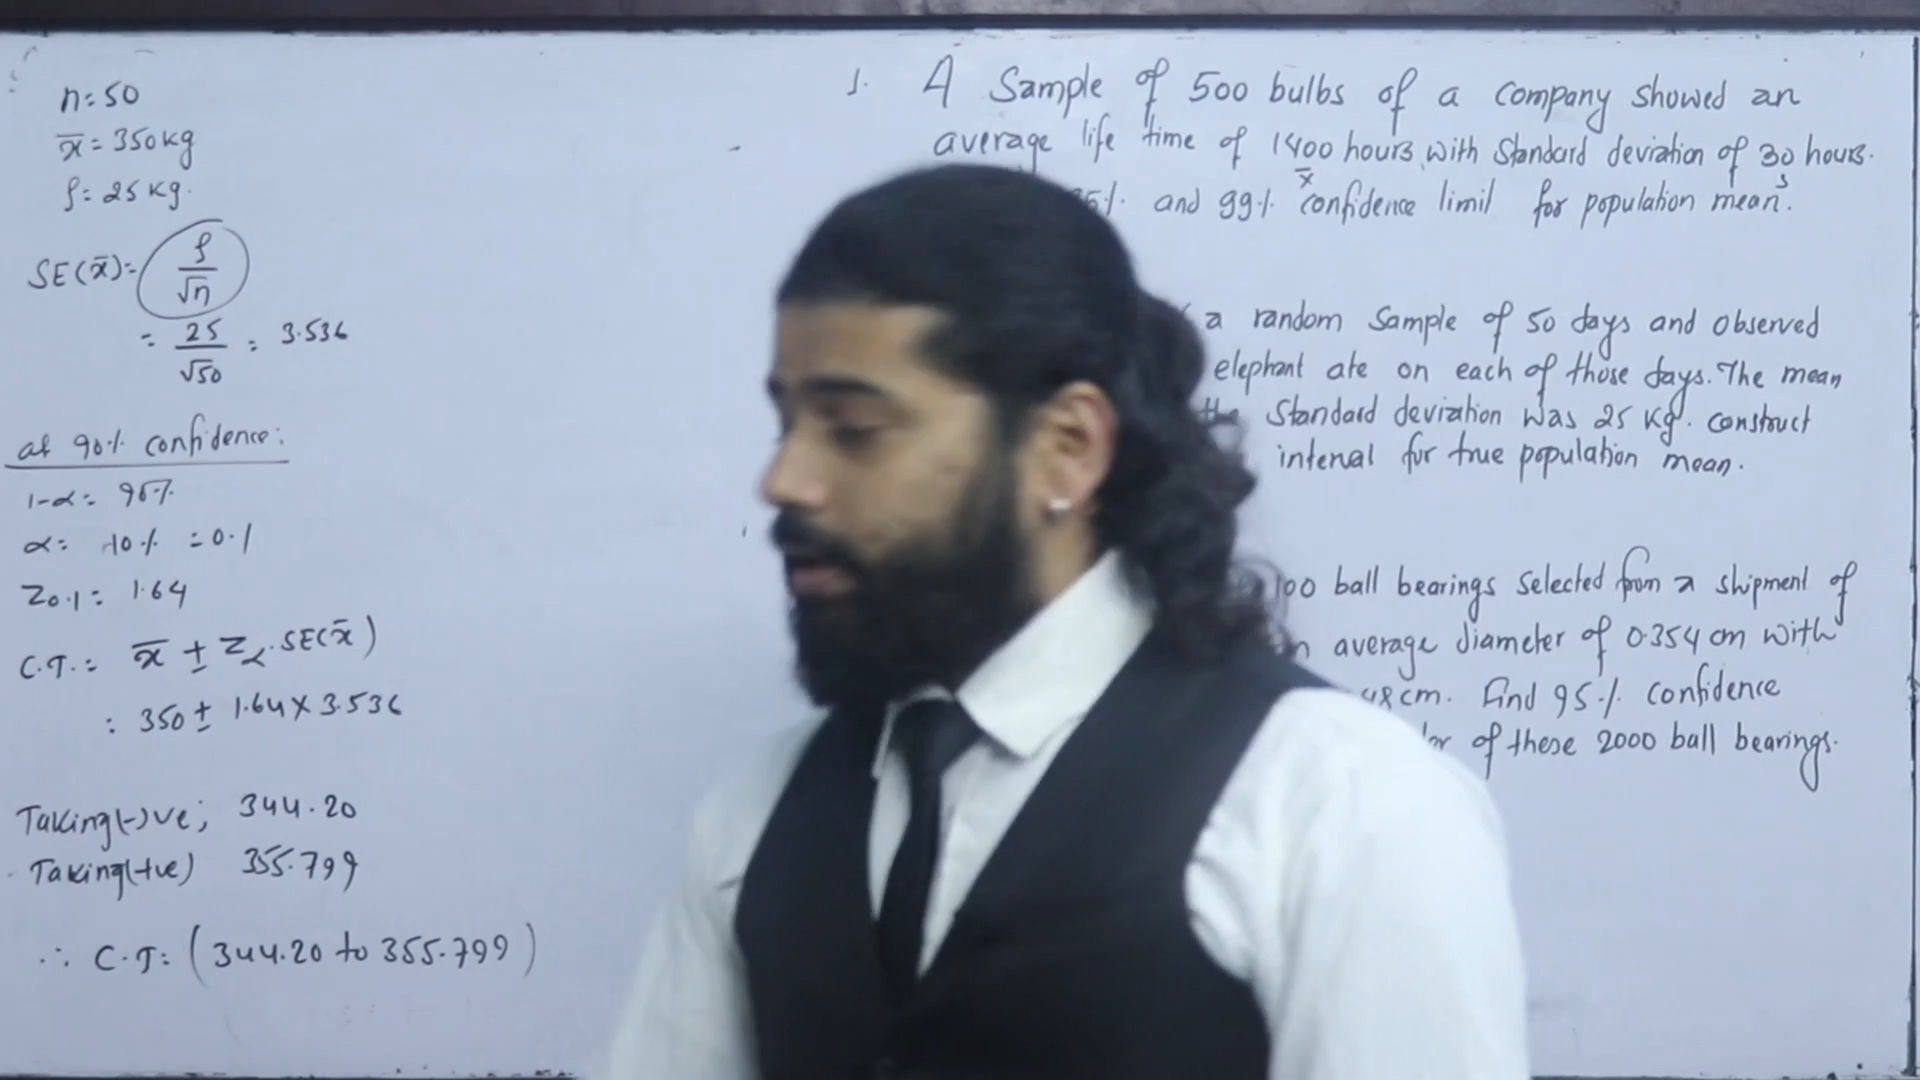 n=50
x̄ = 350kg
s= 25 kg.
SE(x̄)= s/√n
= 25/√50 = 3.536
at 90% confidence:
1-α= 90%
α= 10% = 0.1
Z0.1= 1.64
C.I.= x̄ ± Zα.SE(x̄)
= 350 ± 1.64 x 3.536
Taking(-)ve; 344.20
Taking(+ve) 355.799
∴ C.I= (344.20 to 355.799)
1. A Sample of 500 bulbs of a company showed an
average life time of 1400 hours with Standard deviation of 30 hours.
x̄ s
and 99% confidence limit for population mean.
a random Sample of 50 days and observed
elephant ate on each of those days. The mean
the Standard deviation was 25 kg. construct
interval for true population mean.
100 ball bearings selected from a shipment of
average diameter of 0.354 cm with
48cm. Find 95% confidence
of these 2000 ball bearings.